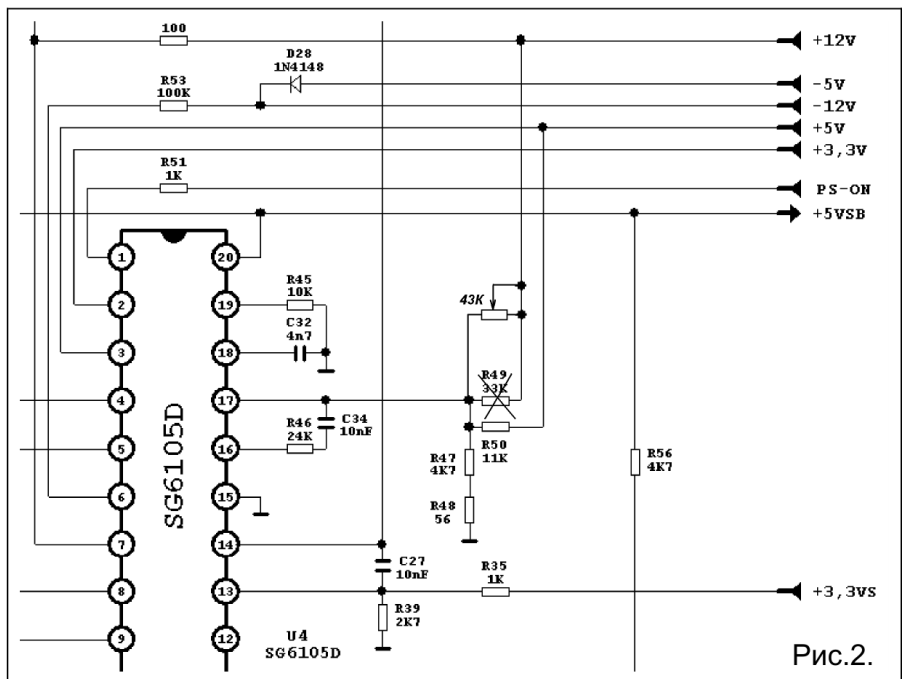 100
+12V
D28
1N4148
-5V
R53
100K
-12V
+5V
+3,3V
R51
1K
PS-ON
+5VSB
1
20
2
19
R45
10K
43K
3
18
C32
4n7
4
17
R49
33K
5
16
R46
24K
C34
10nF
R47
4K7
R50
11K
R56
4K7
6
15
R48
56
7
14
C27
10nF
8
13
R35
1K
+3,3VS
R39
2K7
9
12
SG6105D
U4
SG6105D
Рис.2.